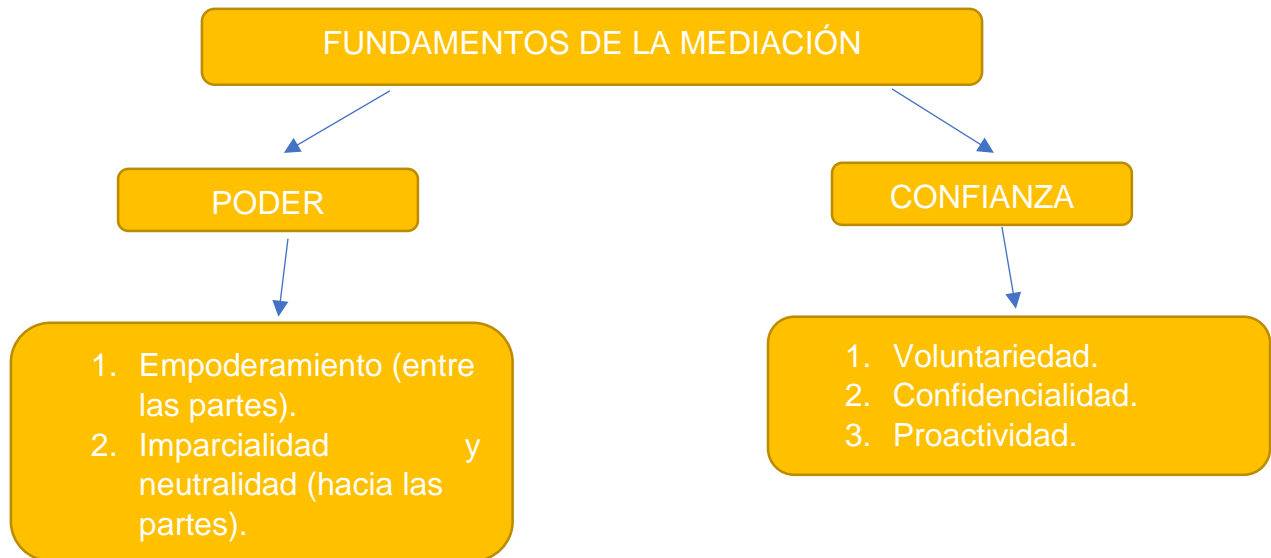 FUNDAMENTOS DE LA MEDIACIÓN
PODER
CONFIANZA
1. Empoderamiento (entre
las partes).
2. Imparcialidad y
neutralidad (hacia las
partes).
1. Voluntariedad.
2. Confidencialidad.
3. Proactividad.